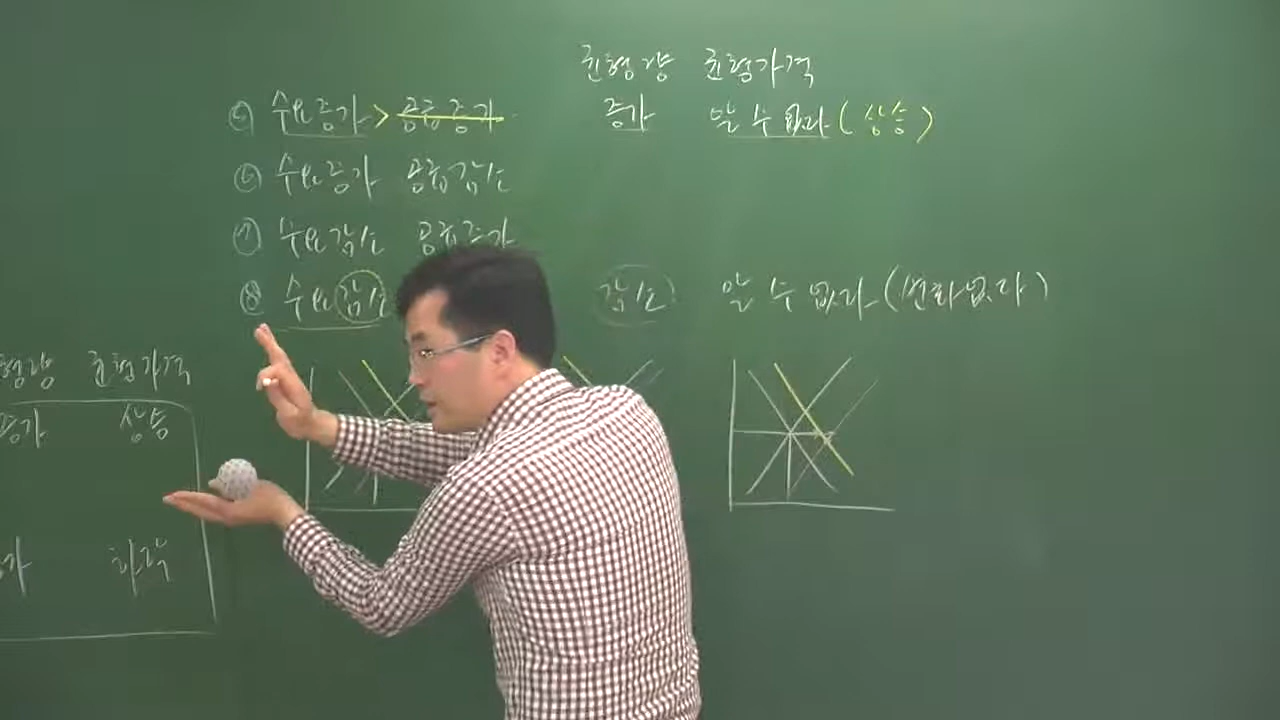 균형량 균형가격
⑤ 수요증가 > 공급증가 증가 알 수 없다 (상승)
⑥ 수요증가 공급감소
⑦ 수요감소 공급증가
⑧ 수요감소 감소 알 수 없다 (변화없다)
형량 균형가격
증가 상승
가 하락